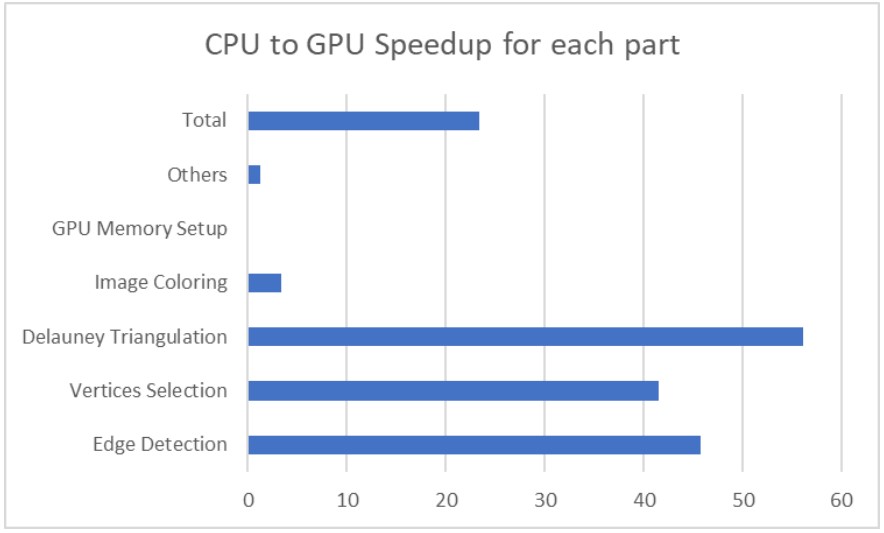 CPU to GPU Speedup for each part
Total
Others
GPU Memory Setup
Image Coloring
Delauney Triangulation
Vertices Selection
Edge Detection
0 10 20 30 40 50 60